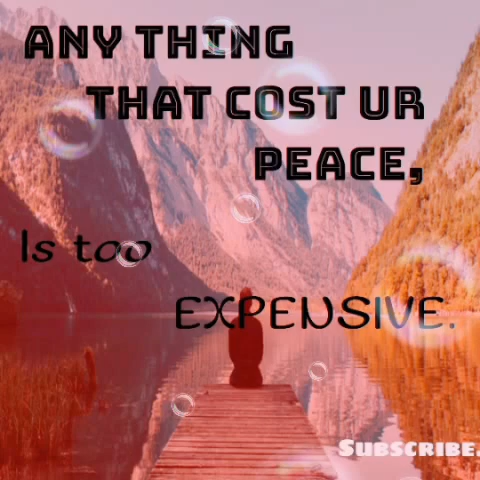 ANY THING
THAT COST UR
PEACE,
Is too
EXPENSIVE.
SUBSCRIBE.